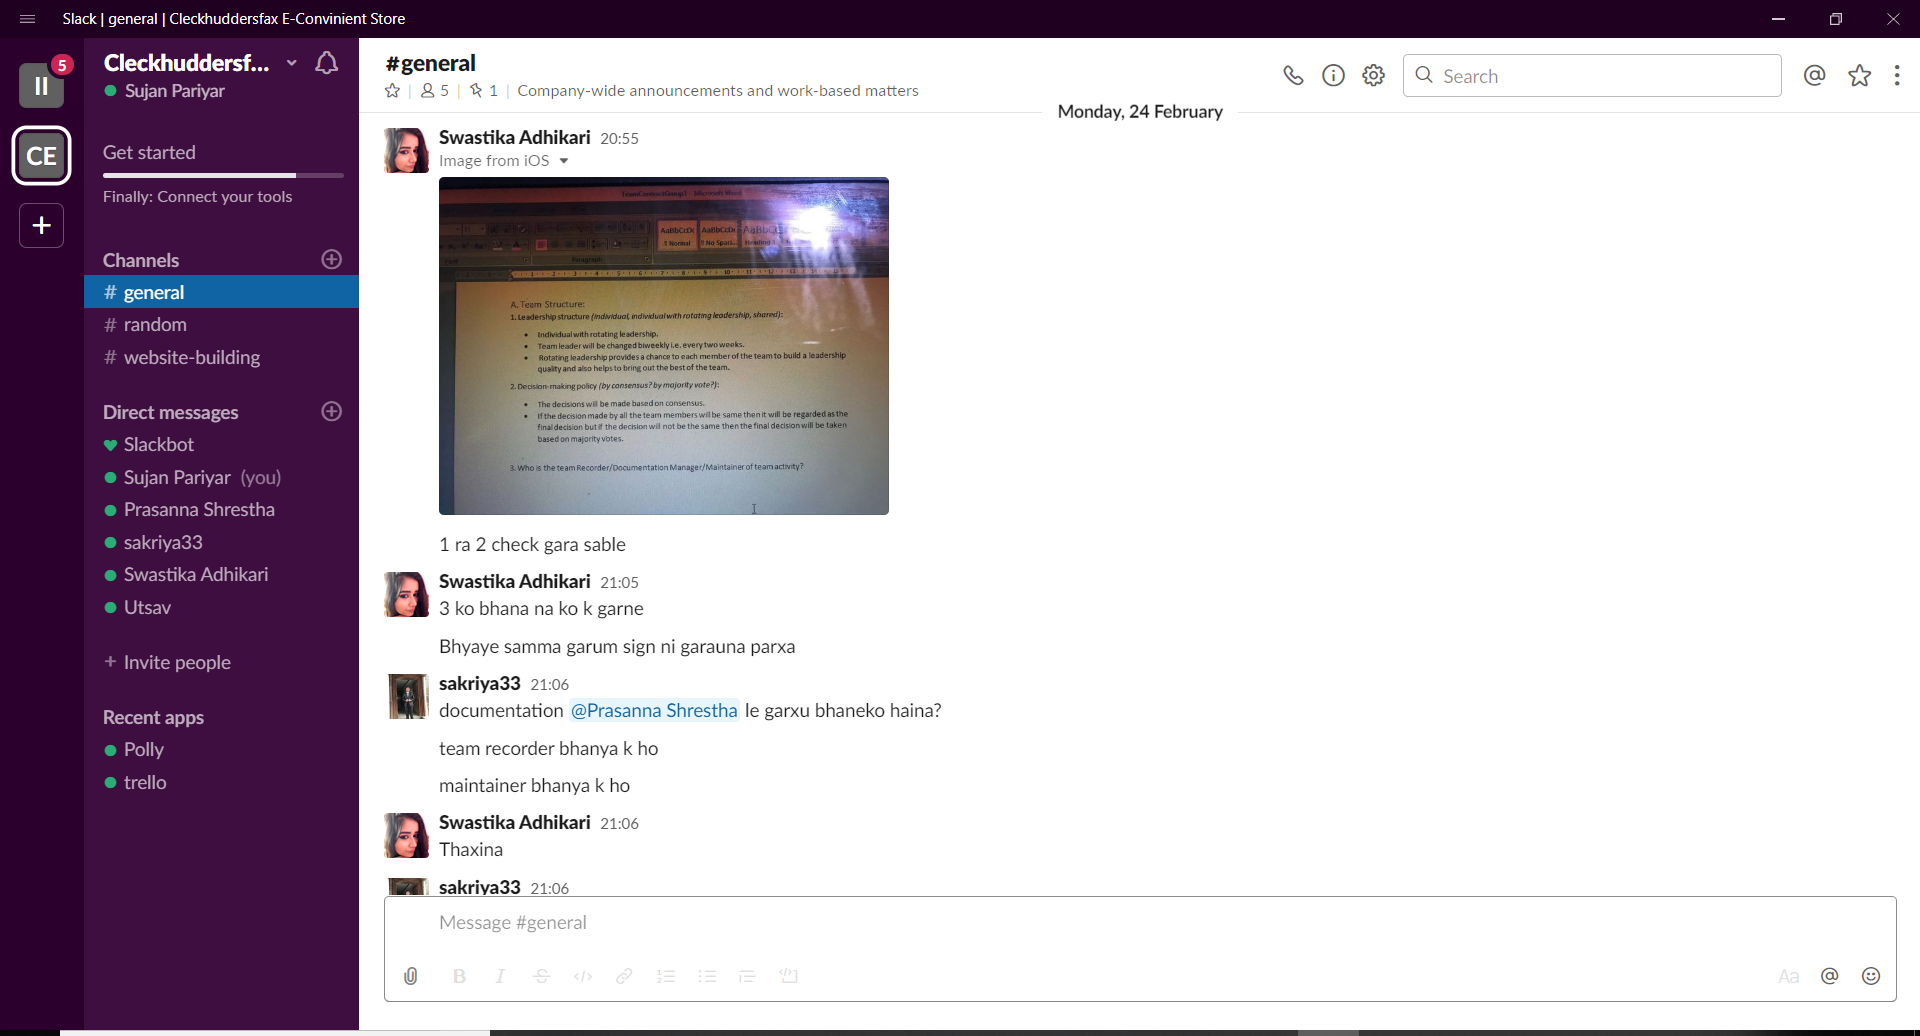 Slack | general | Cleckhuddersfax E-Convinient Store
II
5
CE
+
Cleckhuddersf...
Sujan Pariyar
Get started
Finally: Connect your tools
Channels
# general
# random
# website-building
Direct messages
Slackbot
Sujan Pariyar (you)
Prasanna Shrestha
sakriya33
Swastika Adhikari
Utsav
+ Invite people
Recent apps
Polly
trello
#general
5 | 1 | Company-wide announcements and work-based matters
Search
Monday, 24 February
Swastika Adhikari 20:55
Image from iOS
AaBbCcDc AaBbCcDc AaBbC
1 Normal 1 No Spaci... Heading 1
Paragraph
A. Team Structure:
1. Leadership structure (individual, individual with rotating leadership, shared):
• Individual with rotating leadership.
• Team leader will be changed biweekly i.e. every two weeks.
• Rotating leadership provides a chance to each member of the team to build a leadership
quality and also helps to bring out the best of the team.
2. Decision-making policy (by consensus? by majority vote?):
• The decisions will be made based on consensus.
• If the decision made by all the team members will be same then it will be regarded as the
final decision but if the decision will not be the same then the final decision will be taken
based on majority votes.
3. Who is the team Recorder/Documentation Manager/Maintainer of team activity?
1 ra 2 check gara sable
Swastika Adhikari 21:05
3 ko bhana na ko k garne
Bhyaye samma garum sign ni garauna parxa
sakriya33 21:06
documentation @Prasanna Shrestha le garxu bhaneko haina?
team recorder bhanya k ho
maintainer bhanya k ho
Swastika Adhikari 21:06
Thaxina
sakriya33 21:06
Message #general
B I S </>
Aa @